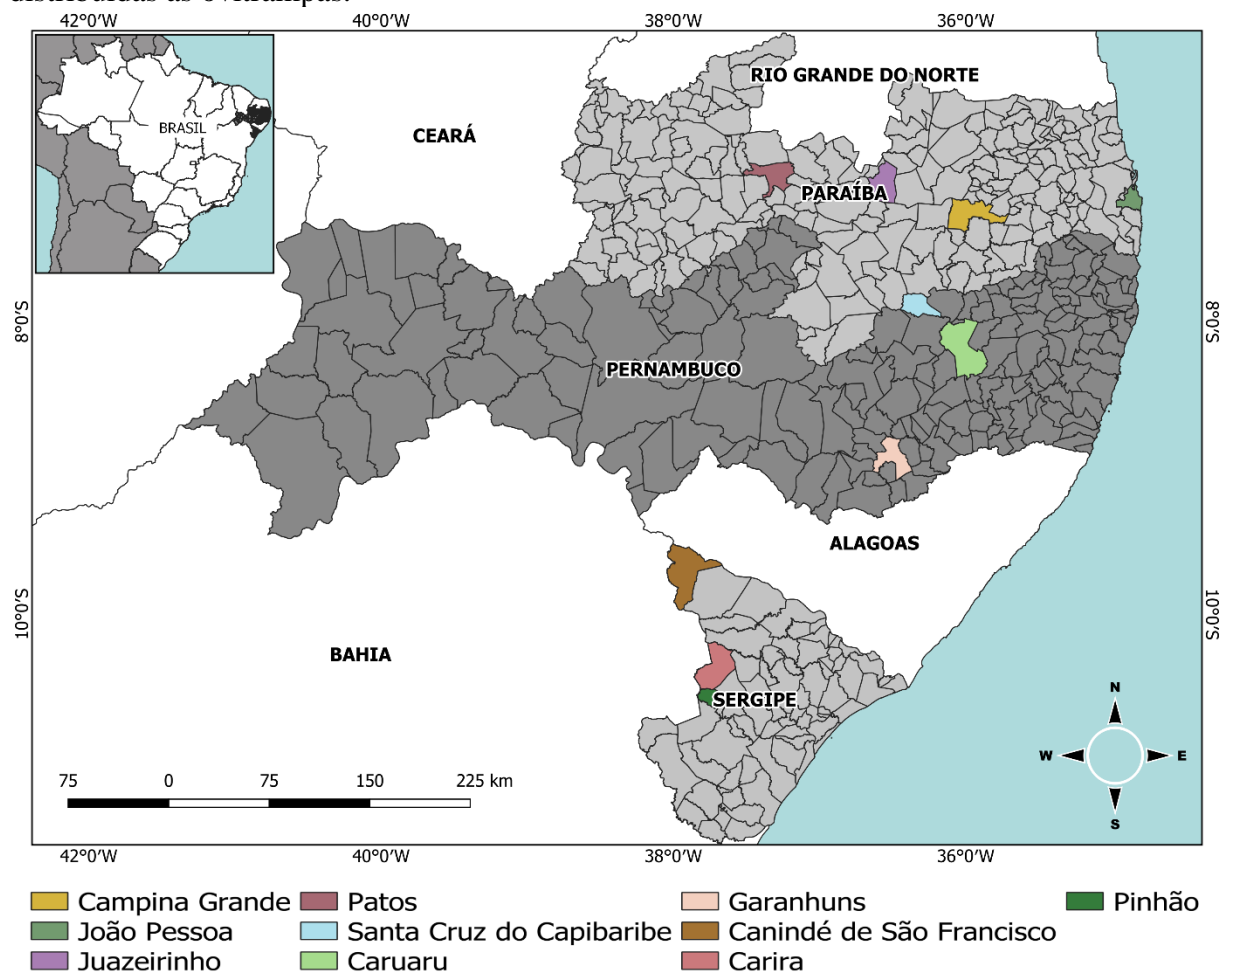 distribuídas as ovitrampas.
42°0'W 40°0'W 38°0'W 36°0'W
BRASIL
RIO GRANDE DO NORTE
CEARÁ
PARAÍBA
8°0'S 8°0'S
PERNAMBUCO
ALAGOAS
10°0'S 10°0'S
BAHIA
SERGIPE
N
W E
S
75 0 75 150 225 km
42°0'W 40°0'W 38°0'W 36°0'W
Campina Grande Patos Garanhuns Pinhão
João Pessoa Santa Cruz do Capibaribe Canindé de São Francisco
Juazeirinho Caruaru Carira